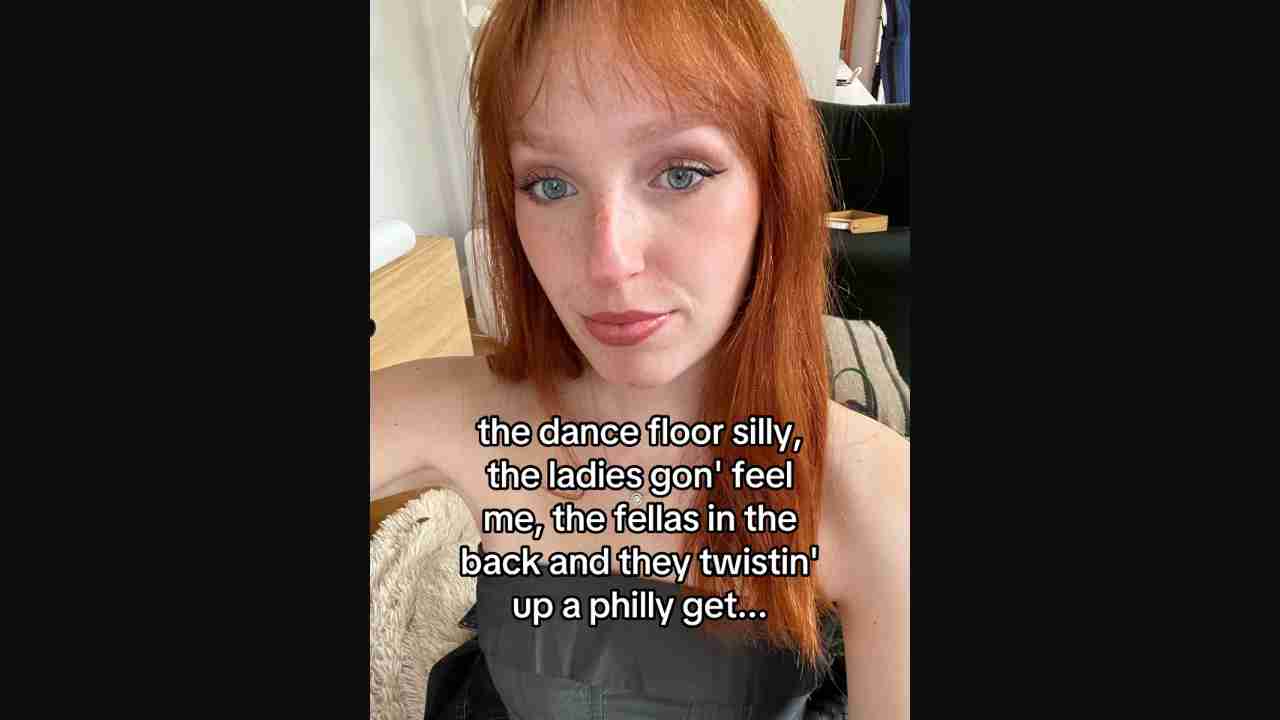 the dance floor silly,
the ladies gon' feel
me, the fellas in the
back and they twistin'
up a philly get...